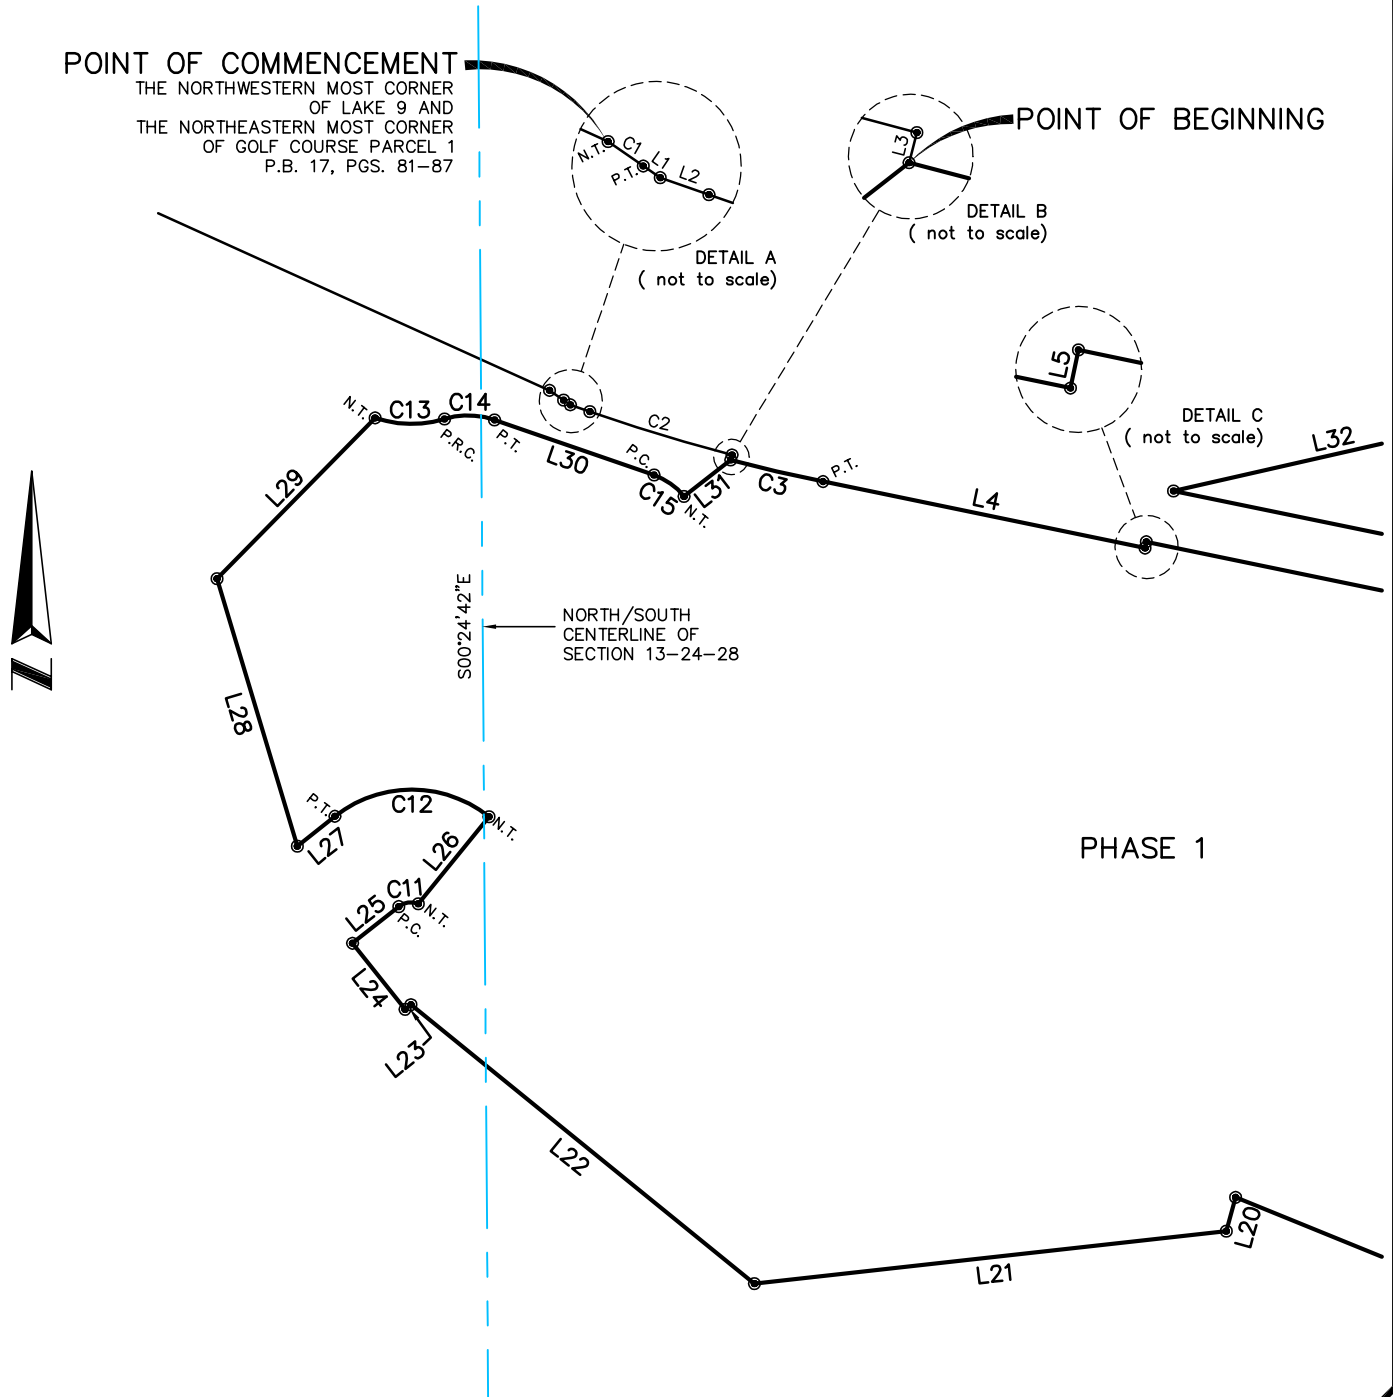 POINT OF COMMENCEMENT
THE NORTHWESTERN MOST CORNER
OF LAKE 9 AND
THE NORTHEASTERN MOST CORNER
OF GOLF COURSE PARCEL 1
P.B. 17, PGS. 81-87
N.T.
C1
L1
L2
P.T.
DETAIL A
( not to scale)
L3
POINT OF BEGINNING
DETAIL B
( not to scale)
L5
DETAIL C
( not to scale)
L32
N.T.
C13
C14
P.R.C.
P.T.
C2
L30
P.C.
C15
L31
N.T.
C3
P.T.
L4
L29
S00°24'42"E
NORTH/SOUTH
CENTERLINE OF
SECTION 13-24-28
N
L28
P.T.
C12
N.T.
L27
L26
PHASE 1
C11
N.T.
L25
P.C.
L24
L23
L22
L21
L20